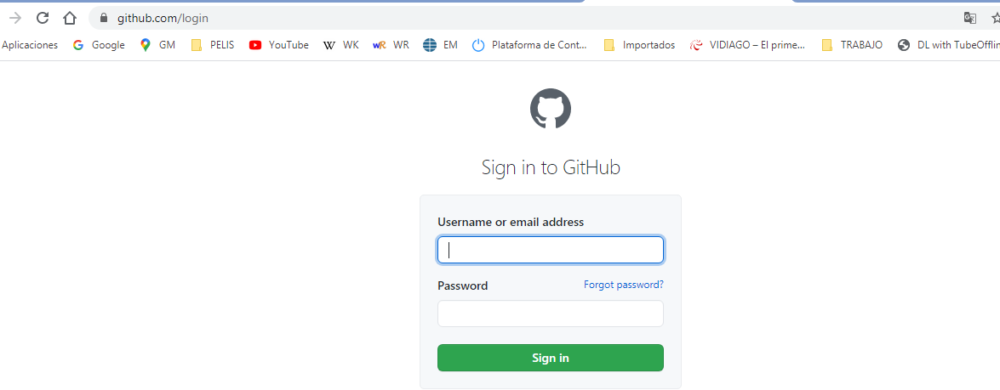 github.com/login
Aplicaciones Google GM PELIS YouTube W WK wR WR EM Plataforma de Cont... Importados VIDIAGO – El prime... TRABAJO DL with TubeOfflin
Sign in to GitHub
Username or email address
Password Forgot password?
Sign in